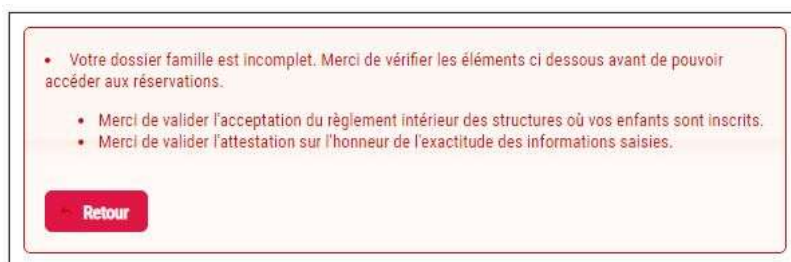 • Votre dossier famille est incomplet. Merci de vérifier les éléments ci dessous avant de pouvoir
accéder aux réservations.
• Merci de valider l'acceptation du règlement intérieur des structures où vos enfants sont inscrits.
• Merci de valider l'attestation sur l'honneur de l'exactitude des informations saisies.
Retour